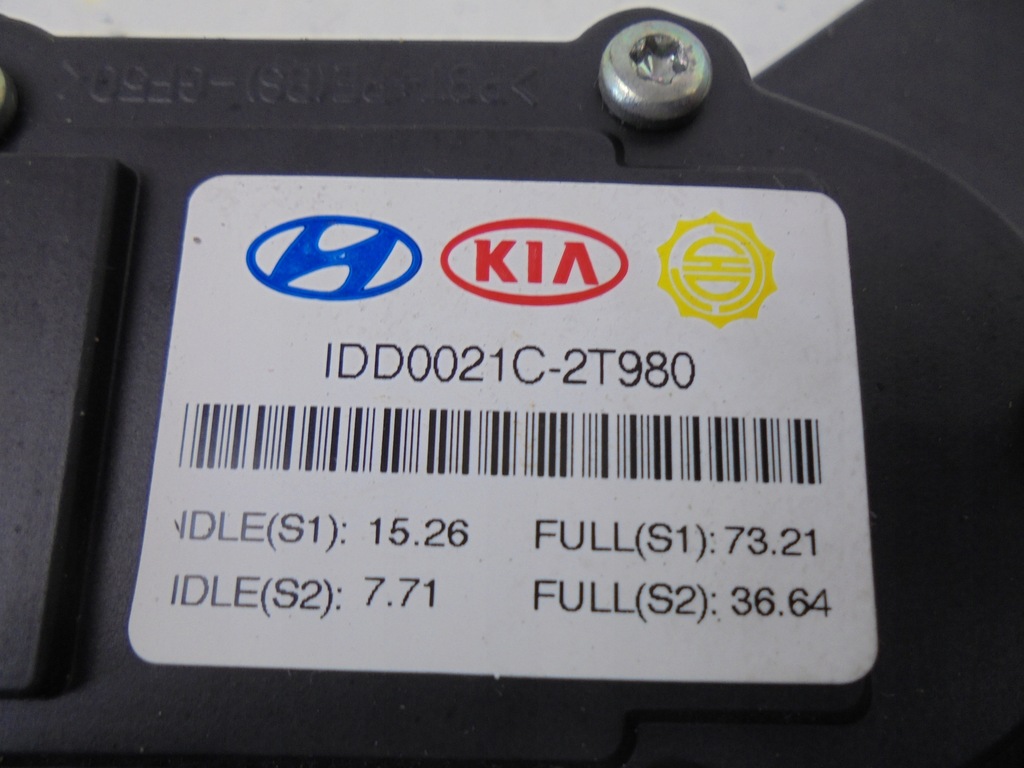 KIA
IDD0021C-2T980
IDLE(S1): 15.26 FULL(S1): 73.21
IDLE(S2): 7.71 FULL(S2): 36.64